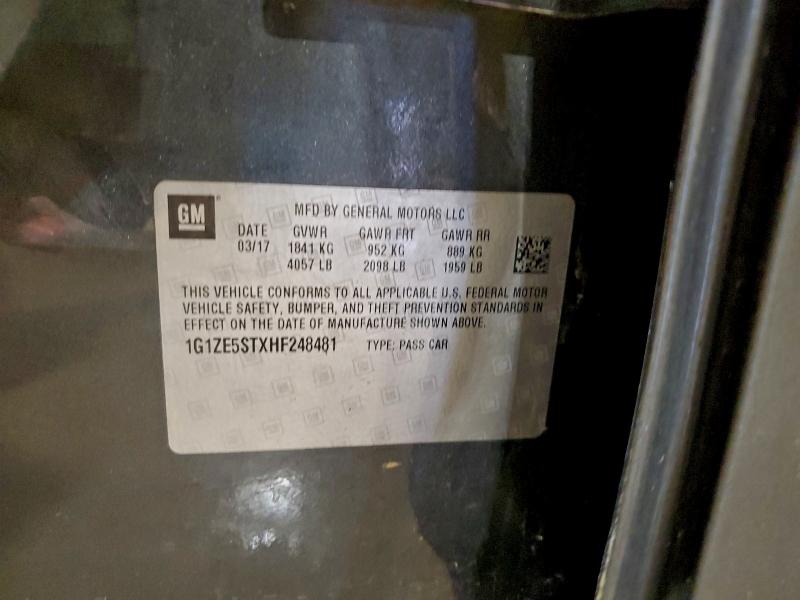 GM
MFD BY GENERAL MOTORS LLC
DATE GVWR GAWR FRT GAWR RR
03/17 1841 KG 952 KG 889 KG
4057 LB 2098 LB 1959 LB
THIS VEHICLE CONFORMS TO ALL APPLICABLE U.S. FEDERAL MOTOR
VEHICLE SAFETY, BUMPER, AND THEFT PREVENTION STANDARDS IN
EFFECT ON THE DATE OF MANUFACTURE SHOWN ABOVE.
1G1ZE5STXHF248481 TYPE: PASS CAR